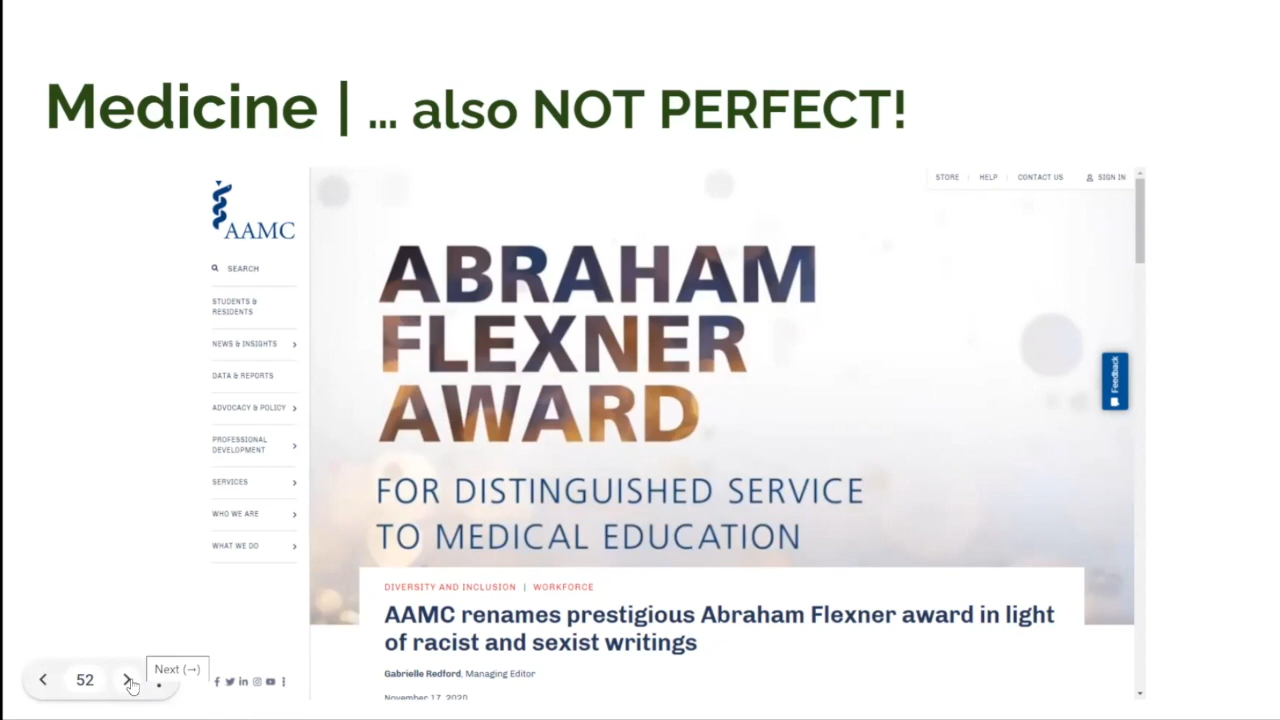 Medicine | ... also NOT PERFECT!
STORE | HELP | CONTACT US SIGN IN
AAMC
SEARCH
STUDENTS &
RESIDENTS
NEWS & INSIGHTS
DATA & REPORTS
ADVOCACY & POLICY
PROFESSIONAL
DEVELOPMENT
SERVICES
WHO WE ARE
WHAT WE DO
ABRAHAM
FLEXNER
AWARD
FOR DISTINGUISHED SERVICE
TO MEDICAL EDUCATION
Feedback
DIVERSITY AND INCLUSION | WORKFORCE
AAMC renames prestigious Abraham Flexner award in light
of racist and sexist writings
Gabrielle Redford, Managing Editor
November 17, 2020
52
Next (→)